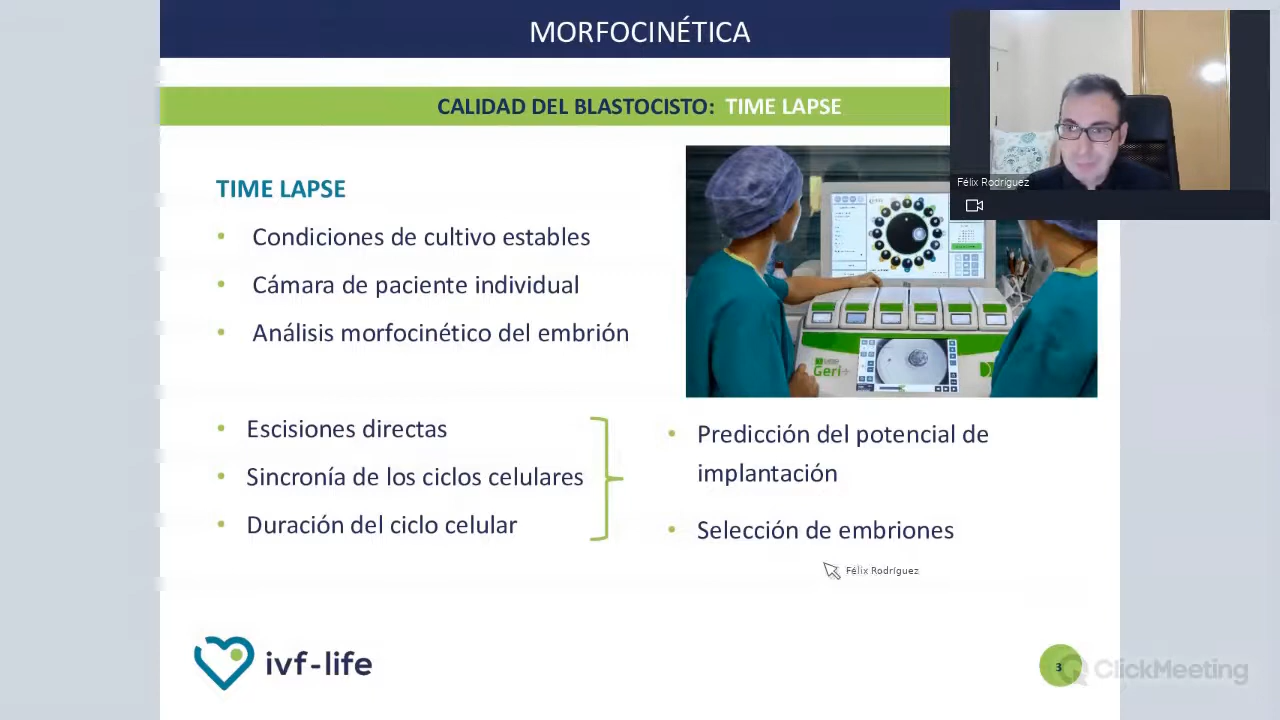 MORFOCINÉTICA
CALIDAD DEL BLASTOCISTO: TIME LAPSE
Félix Rodríguez
TIME LAPSE
• Condiciones de cultivo estables
• Cámara de paciente individual
• Análisis morfocinético del embrión
Geri+
• Escisiones directas
• Sincronía de los ciclos celulares
• Duración del ciclo celular
• Predicción del potencial de
implantación
• Selección de embriones
Félix Rodríguez
ivf-life
3
ClickMeeting